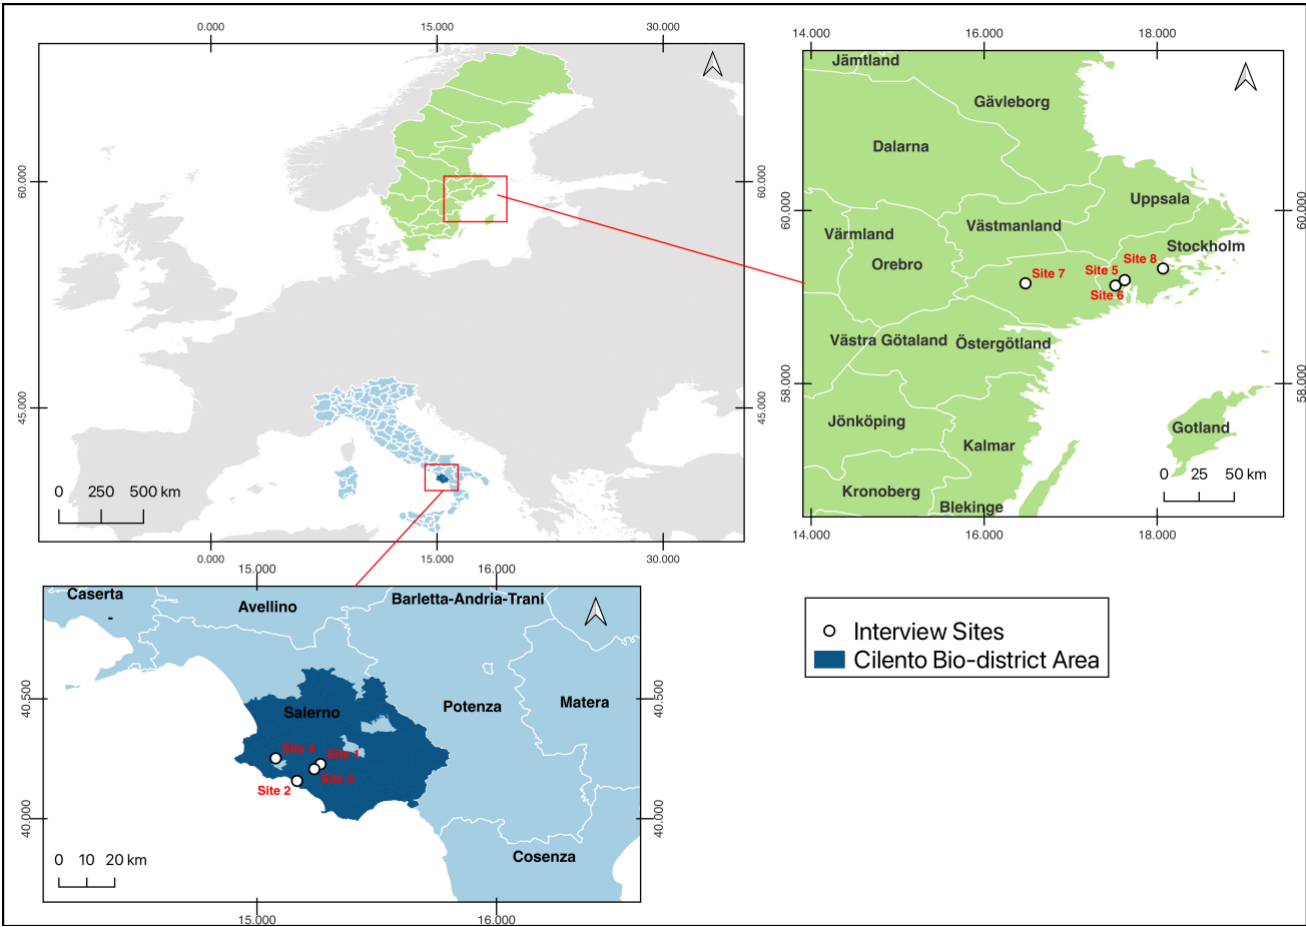 0.000
15.000
30.000
60.000
60.000
45.000
45.000
0 250 500 km
0.000
15.000
30.000
14.000
16.000
18.000
Jämtland
Gävleborg
Dalarna
Uppsala
60.000
60.000
Västmanland
Värmland
Stockholm
Orebro
Site 8
Site 5
Site 7
Site 6
Västra Götaland
Östergötland
58.000
58.000
Jönköping
Gotland
Kalmar
0 25 50 km
Kronoberg
Blekinge
14.000
16.000
18.000
15.000
16.000
Caserta
Avellino
Barletta-Andria-Trani
40.500
40.500
Salerno
Potenza
Matera
Site 4
Site 1
Site 3
Site 2
40.000
40.000
Cosenza
0 10 20 km
15.000
16.000
Interview Sites
Cilento Bio-district Area